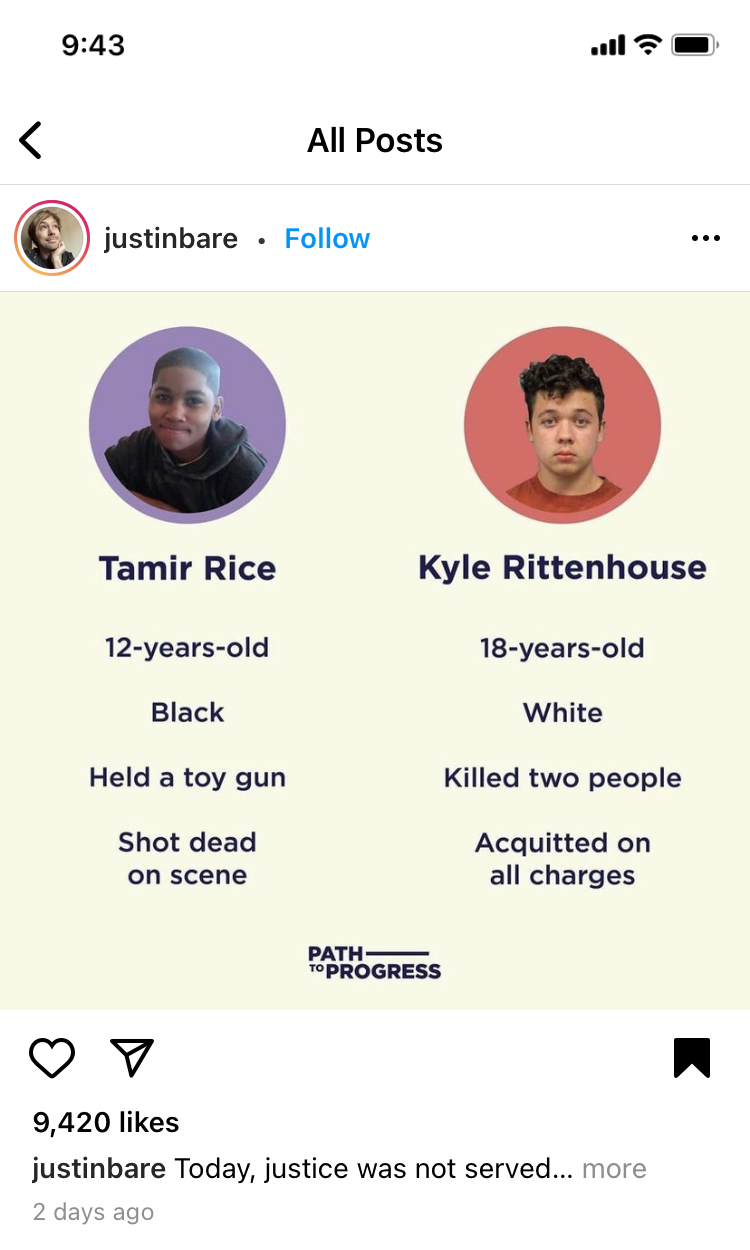 9:43
All Posts
justinbare • Follow
Tamir Rice
12-years-old
Black
Held a toy gun
Shot dead
on scene
Kyle Rittenhouse
18-years-old
White
Killed two people
Acquitted on
all charges
PATH
TO PROGRESS
9,420 likes
justinbare Today, justice was not served... more
2 days ago